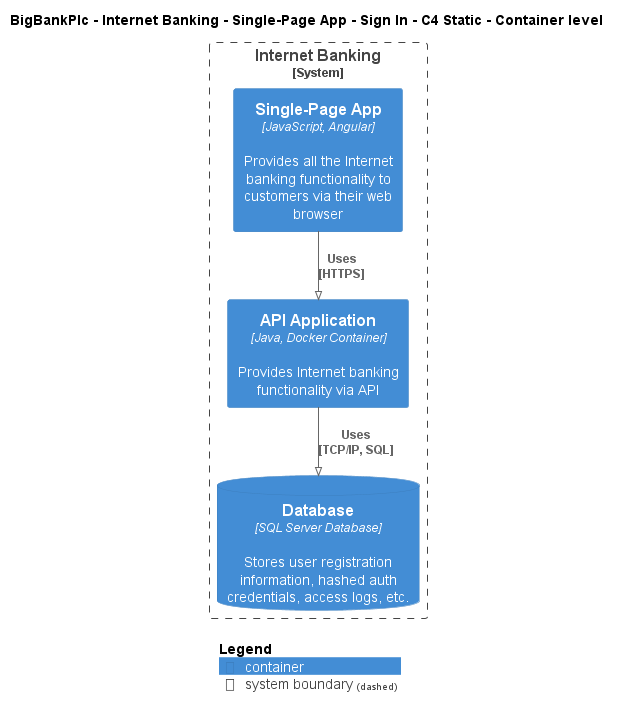 BigBankPlc - Internet Banking - Single-Page App - Sign In - C4 Static - Container level
Internet Banking
[System]
Single-Page App
[JavaScript, Angular]
Provides all the Internet
banking functionality to
customers via their web
browser
Uses
[HTTPS]
API Application
[Java, Docker Container]
Provides Internet banking
functionality via API
Uses
[TCP/IP, SQL]
Database
[SQL Server Database]
Stores user registration
information, hashed auth
credentials, access logs, etc.
Legend
container
system boundary (dashed)